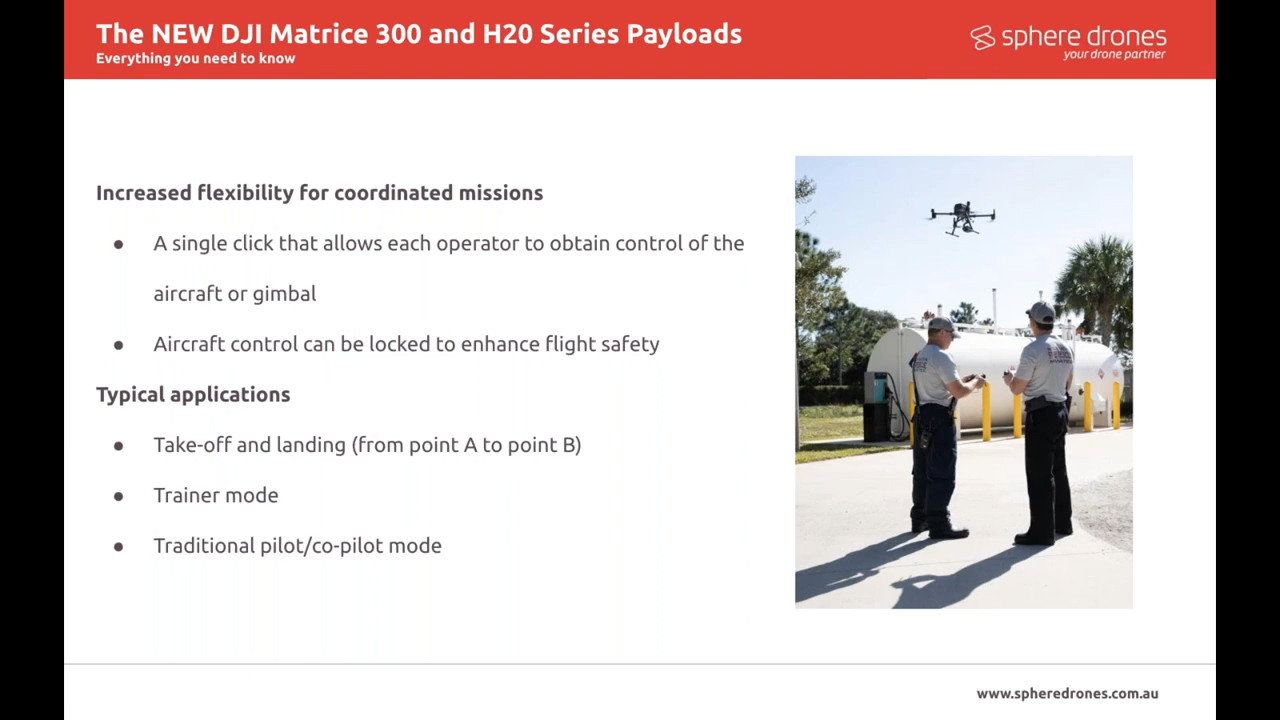 The NEW DJI Matrice 300 and H20 Series Payloads
Everything you need to know
sphere drones
your drone partner
Increased flexibility for coordinated missions
● A single click that allows each operator to obtain control of the
aircraft or gimbal
● Aircraft control can be locked to enhance flight safety
Typical applications
● Take-off and landing (from point A to point B)
● Trainer mode
● Traditional pilot/co-pilot mode
www.spheredrones.com.au